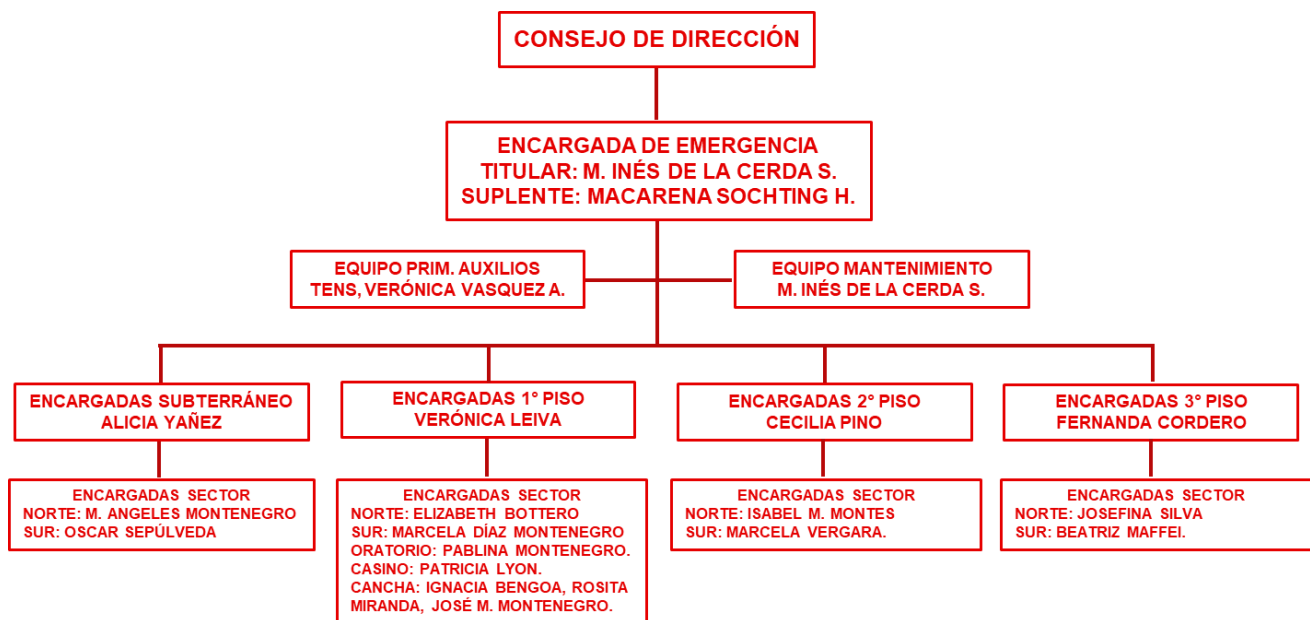 CONSEJO DE DIRECCIÓN
ENCARGADA DE EMERGENCIA
TITULAR: M. INÉS DE LA CERDA S.
SUPLENTE: MACARENA SOCHTING H.
EQUIPO PRIM. AUXILIOS
TENS, VERÓNICA VASQUEZ A.
EQUIPO MANTENIMIENTO
M. INÉS DE LA CERDA S.
ENCARGADAS SUBTERRÁNEO
ALICIA YAÑEZ
ENCARGADAS 1° PISO
VERÓNICA LEIVA
ENCARGADAS 2° PISO
CECILIA PINO
ENCARGADAS 3° PISO
FERNANDA CORDERO
ENCARGADAS SECTOR
NORTE: M. ANGELES MONTENEGRO
SUR: OSCAR SEPÚLVEDA
ENCARGADAS SECTOR
NORTE: ELIZABETH BOTTERO
SUR: MARCELA DÍAZ MONTENEGRO
ORATORIO: PABLINA MONTENEGRO.
CASINO: PATRICIA LYON.
CANCHA: IGNACIA BENGOA, ROSITA
MIRANDA, JOSÉ M. MONTENEGRO.
ENCARGADAS SECTOR
NORTE: ISABEL M. MONTES
SUR: MARCELA VERGARA.
ENCARGADAS SECTOR
NORTE: JOSEFINA SILVA
SUR: BEATRIZ MAFFEI.